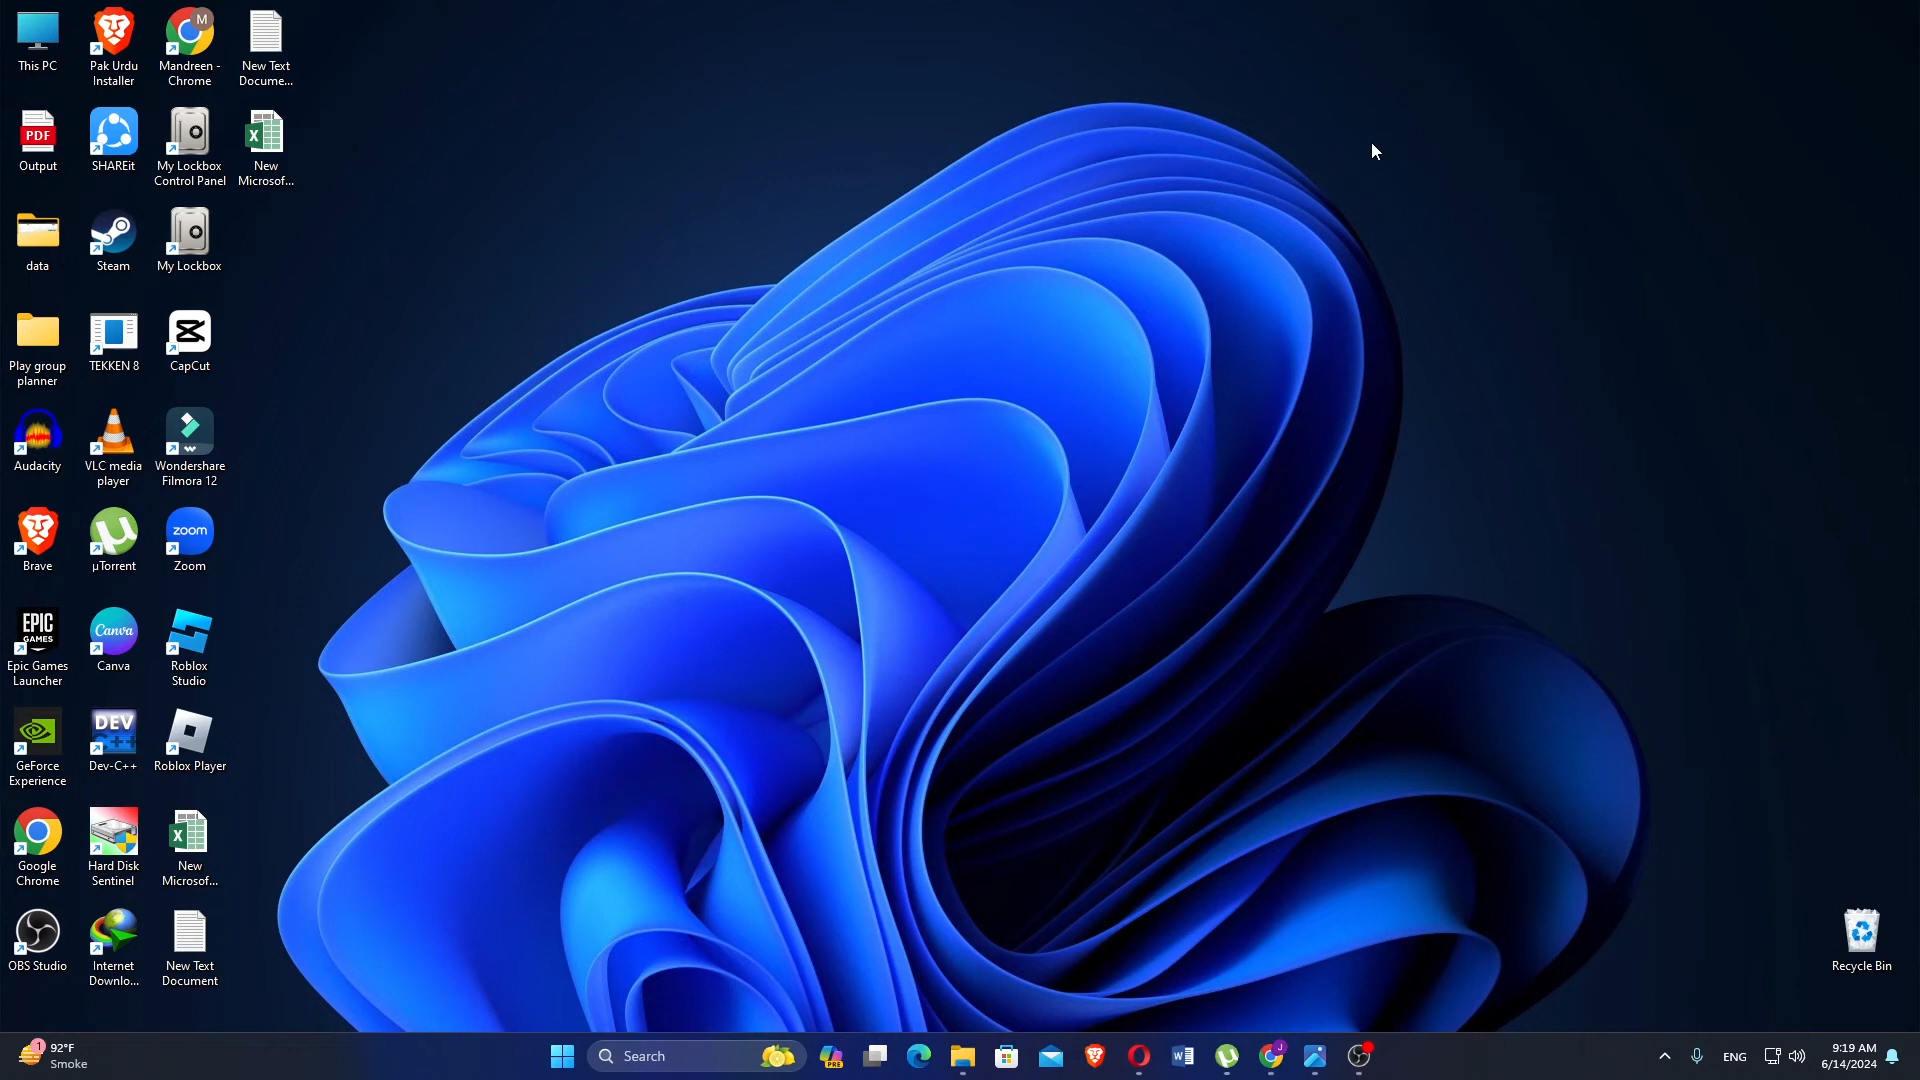 This PC
Pak Urdu
Installer
M
Mandreen -
Chrome
New Text
Docume...
PDF
Output
SHAREit
My Lockbox
Control Panel
X
New
Microsof...
data
Steam
My Lockbox
Play group
planner
TEKKEN 8
CapCut
Audacity
VLC media
player
Wondershare
Filmora 12
Brave
µ
µTorrent
zoom
Zoom
EPIC
GAMES
Epic Games
Launcher
Canva
Canva
Roblox
Studio
GeForce
Experience
DEV
C++
Dev-C++
Roblox Player
Google
Chrome
Hard Disk
Sentinel
X
New
Microsof...
OBS Studio
Internet
Downlo...
New Text
Document
Recycle Bin
1
92°F
Smoke
Search
PRE
W
µ
J
ENG
9:19 AM
6/14/2024